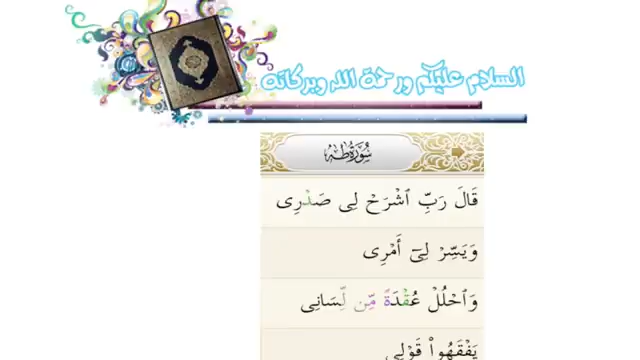 السلام عليكم ورحمة الله وبركاته
سُورَةُ طه
قَالَ رَبِّ ٱشْرَحْ لِى صَدْرِى
وَيَسِّرْ لِىٓ أَمْرِى
وَٱحْلُلْ عُقْدَةً مِّن لِّسَانِى
يَفْقَهُوا۟ قَوْلِى